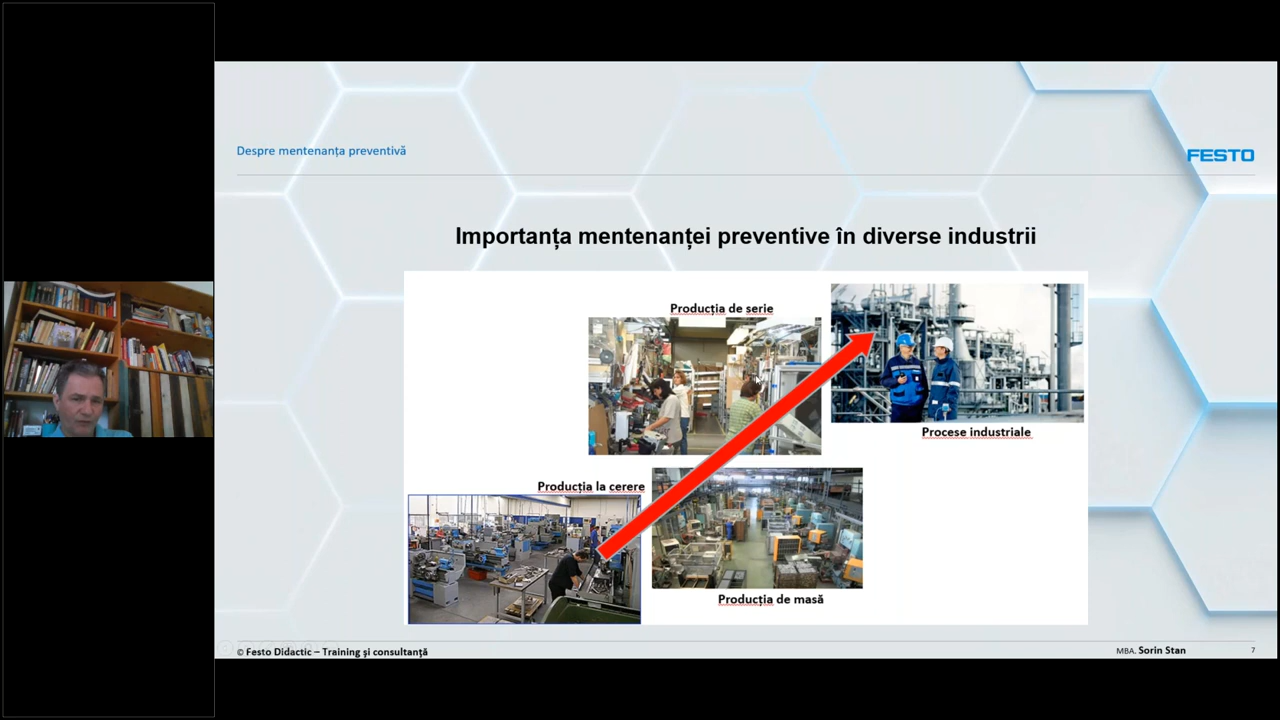 Despre mentenanța preventivă
FESTO
Importanța mentenanței preventive în diverse industrii
Producția de serie
Procese industriale
Producția la cerere
Producția de masă
© Festo Didactic – Training și consultanță
MBA. Sorin Stan
7